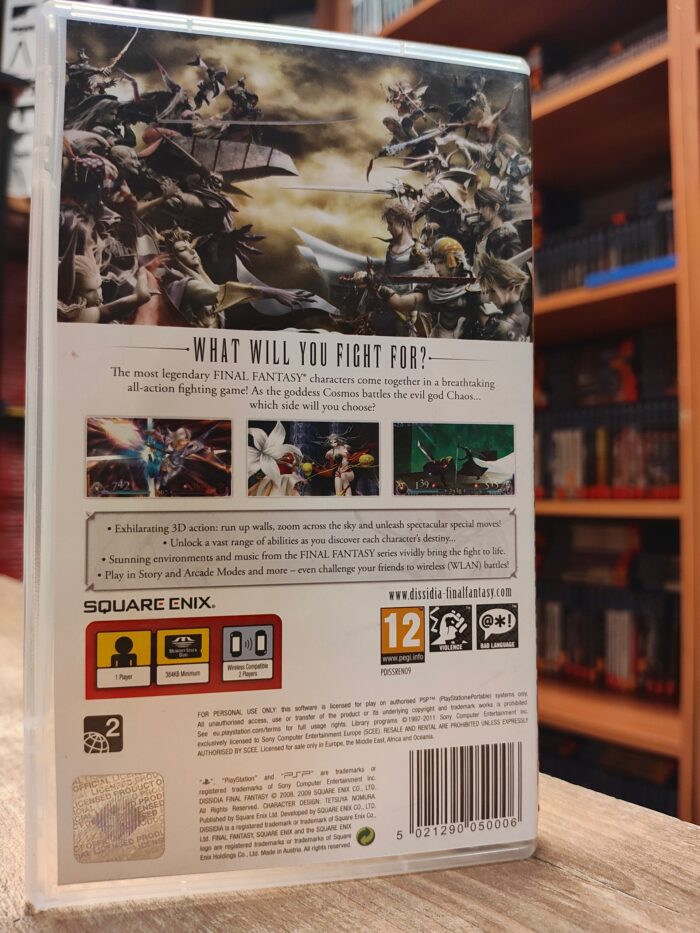 WHAT WILL YOU FIGHT FOR?
The most legendary FINAL FANTASY® characters come together in a breathtaking
all-action fighting game! As the goddess Cosmos battles the evil god Chaos...
which side will you choose?
742
139
• Exhilarating 3D action: run up walls, zoom across the sky and unleash spectacular special moves!
• Unlock a vast range of abilities as you discover each character's destiny...
• Stunning environments and music from the FINAL FANTASY series vividly bring the fight to life.
• Play in Story and Arcade Modes and more – even challenge your friends to wireless (WLAN) battles!
SQUARE ENIX®
www.dissidia-finalfantasy.com
1 Player
MEMORY STICK
DUO
384KB Minimum
Wireless Compatible
2 Players
12
www.pegi.info
VIOLENCE
@*!
BAD LANGUAGE
PDISSREN09
2
FOR PERSONAL USE ONLY: this software is licensed for play on authorised PSP™ (PlayStation®Portable) systems only.
All unauthorised access, use or transfer of the product or its underlying copyright and trademark works is prohibited.
See eu.playstation.com/terms for full usage rights. Library programs ©1997-2011 Sony Computer Entertainment Inc.
exclusively licensed to Sony Computer Entertainment Europe (SCEE). RESALE AND RENTAL ARE PROHIBITED UNLESS EXPRESSLY
AUTHORISED BY SCEE. Licensed for sale only in Europe, the Middle East, Africa and Oceania.
"PlayStation" and "PSP" are trademarks or
registered trademarks of Sony Computer Entertainment Inc.
DISSIDIA FINAL FANTASY © 2008, 2009 SQUARE ENIX CO., LTD.
All Rights Reserved. CHARACTER DESIGN: TETSUYA NOMURA.
Published by Square Enix Ltd. Developed by SQUARE ENIX CO., LTD.
DISSIDIA is a registered trademark or trademark of Square Enix Co.,
Ltd. FINAL FANTASY, SQUARE ENIX and the SQUARE ENIX
logo are registered trademarks or trademarks of Square
Enix Holdings Co., Ltd. Made in Austria. All rights reserved.
OFFICIAL LICENSED PRODUCT
5 021290 050006